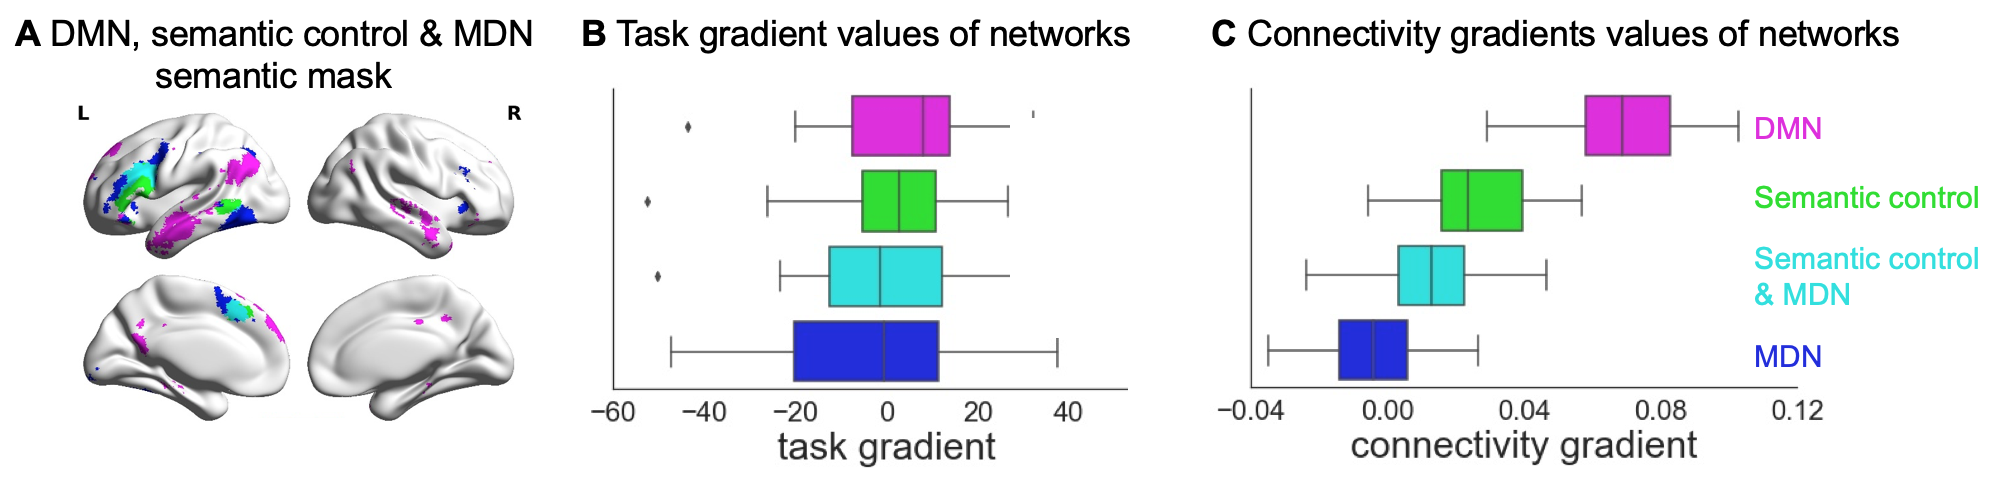 A DMN, semantic control & MDN
semantic mask
L
R
B Task gradient values of networks
−60 −40 −20 0 20 40
task gradient
C Connectivity gradients values of networks
DMN
Semantic control
Semantic control
& MDN
MDN
−0.04 0.00 0.04 0.08 0.12
connectivity gradient